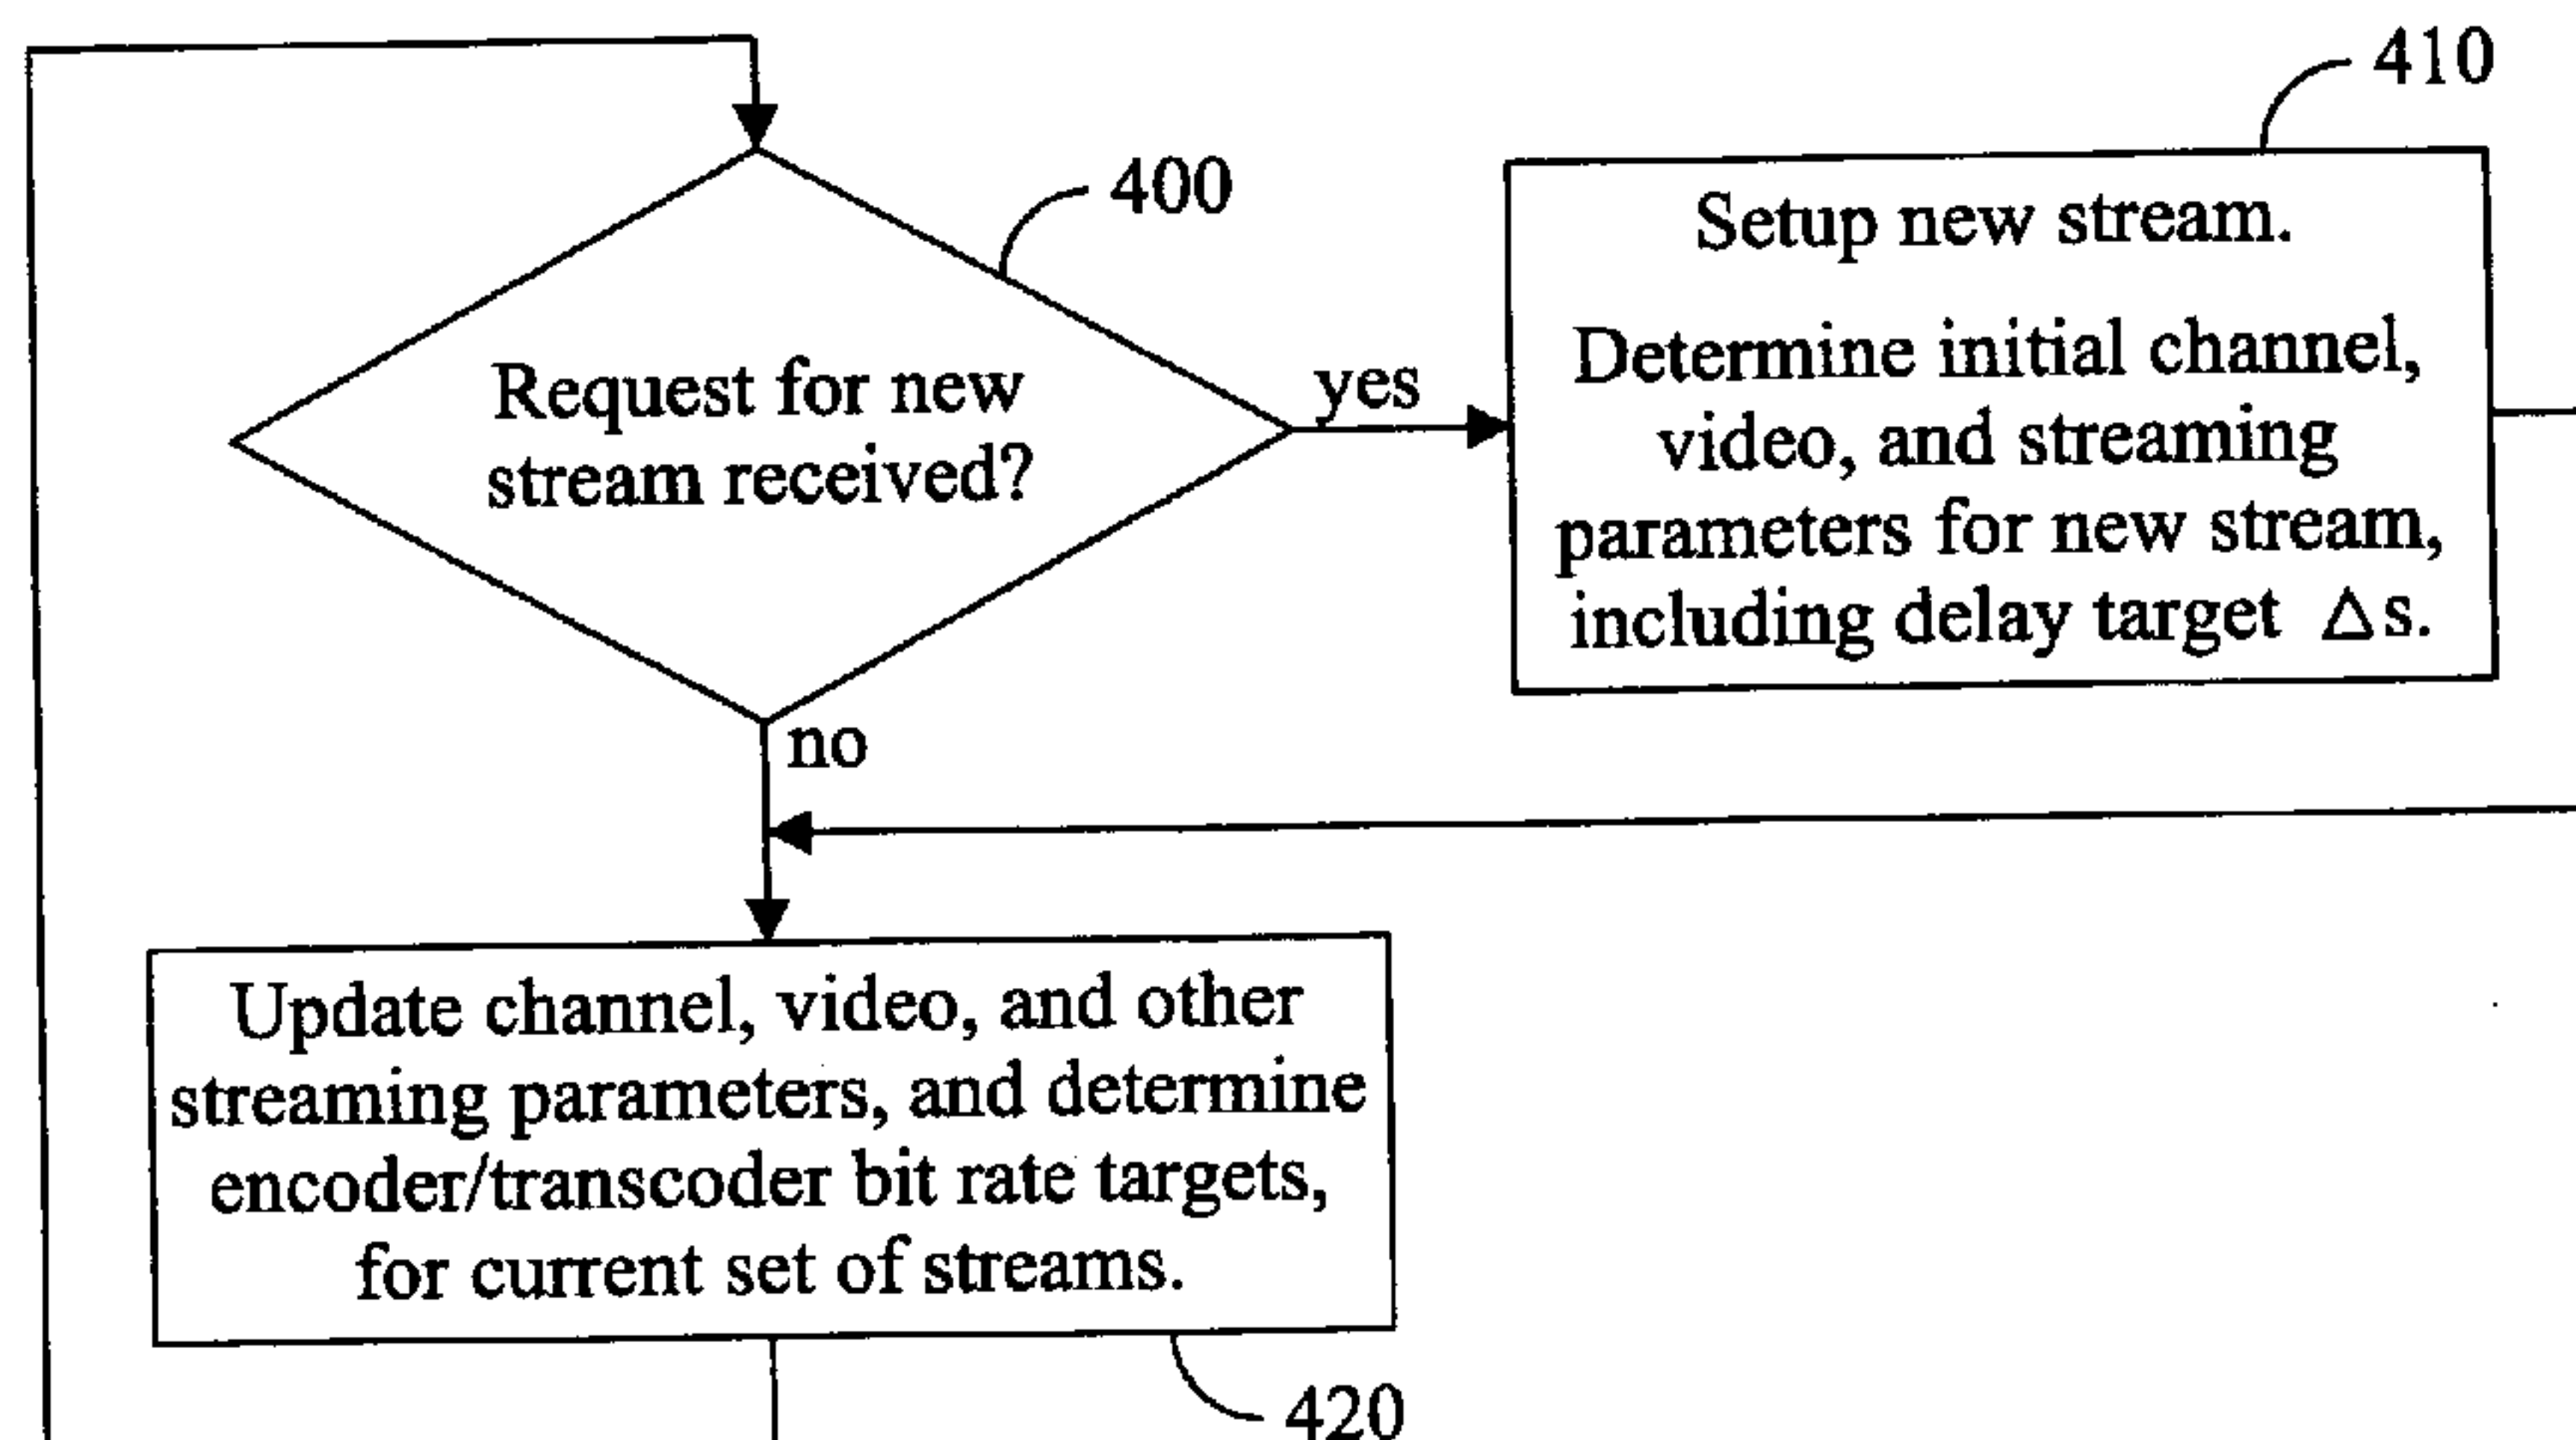 410
400
Setup new stream.
Determine initial channel,
video, and streaming
parameters for new stream,
including delay target △s.
Request for new
stream received?
yes
no
Update channel, video, and other
streaming parameters, and determine
encoder/transcoder bit rate targets,
for current set of streams.
420